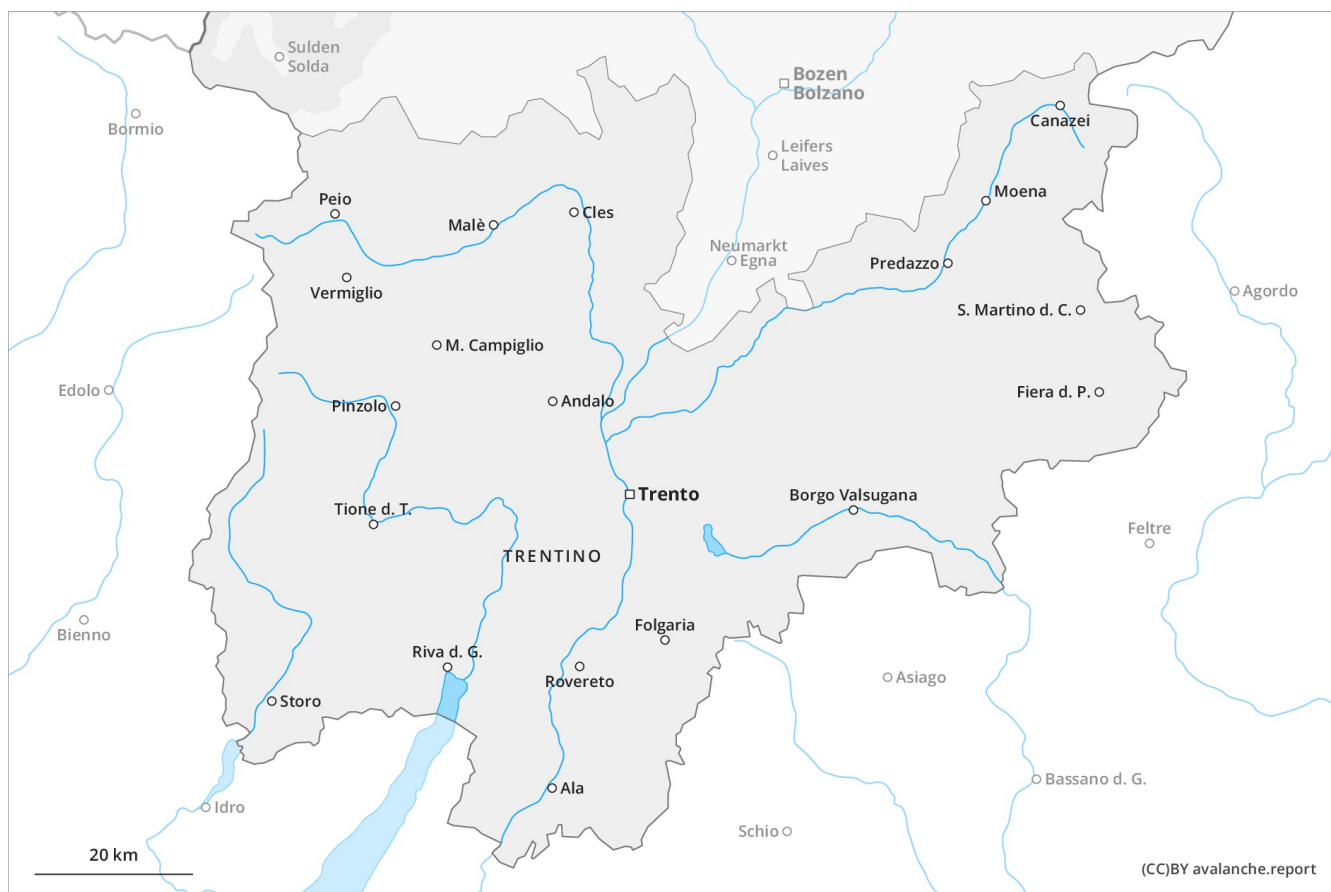 Sulden
Solda
Bozen
Bolzano
Bormio
Canazei
Leifers
Laives
Peio
Malè
Cles
Moena
Neumarkt
Egna
Predazzo
Vermiglio
Agordo
S. Martino d. C.
M. Campiglio
Edolo
Pinzolo
Andalo
Fiera d. P.
Trento
Borgo Valsugana
Tione d. T.
Feltre
TRENTINO
Bienno
Folgaria
Riva d. G.
Rovereto
Asiago
Storo
Bassano d. G.
Ala
Idro
Schio
20 km
(CC)BY avalanche.report